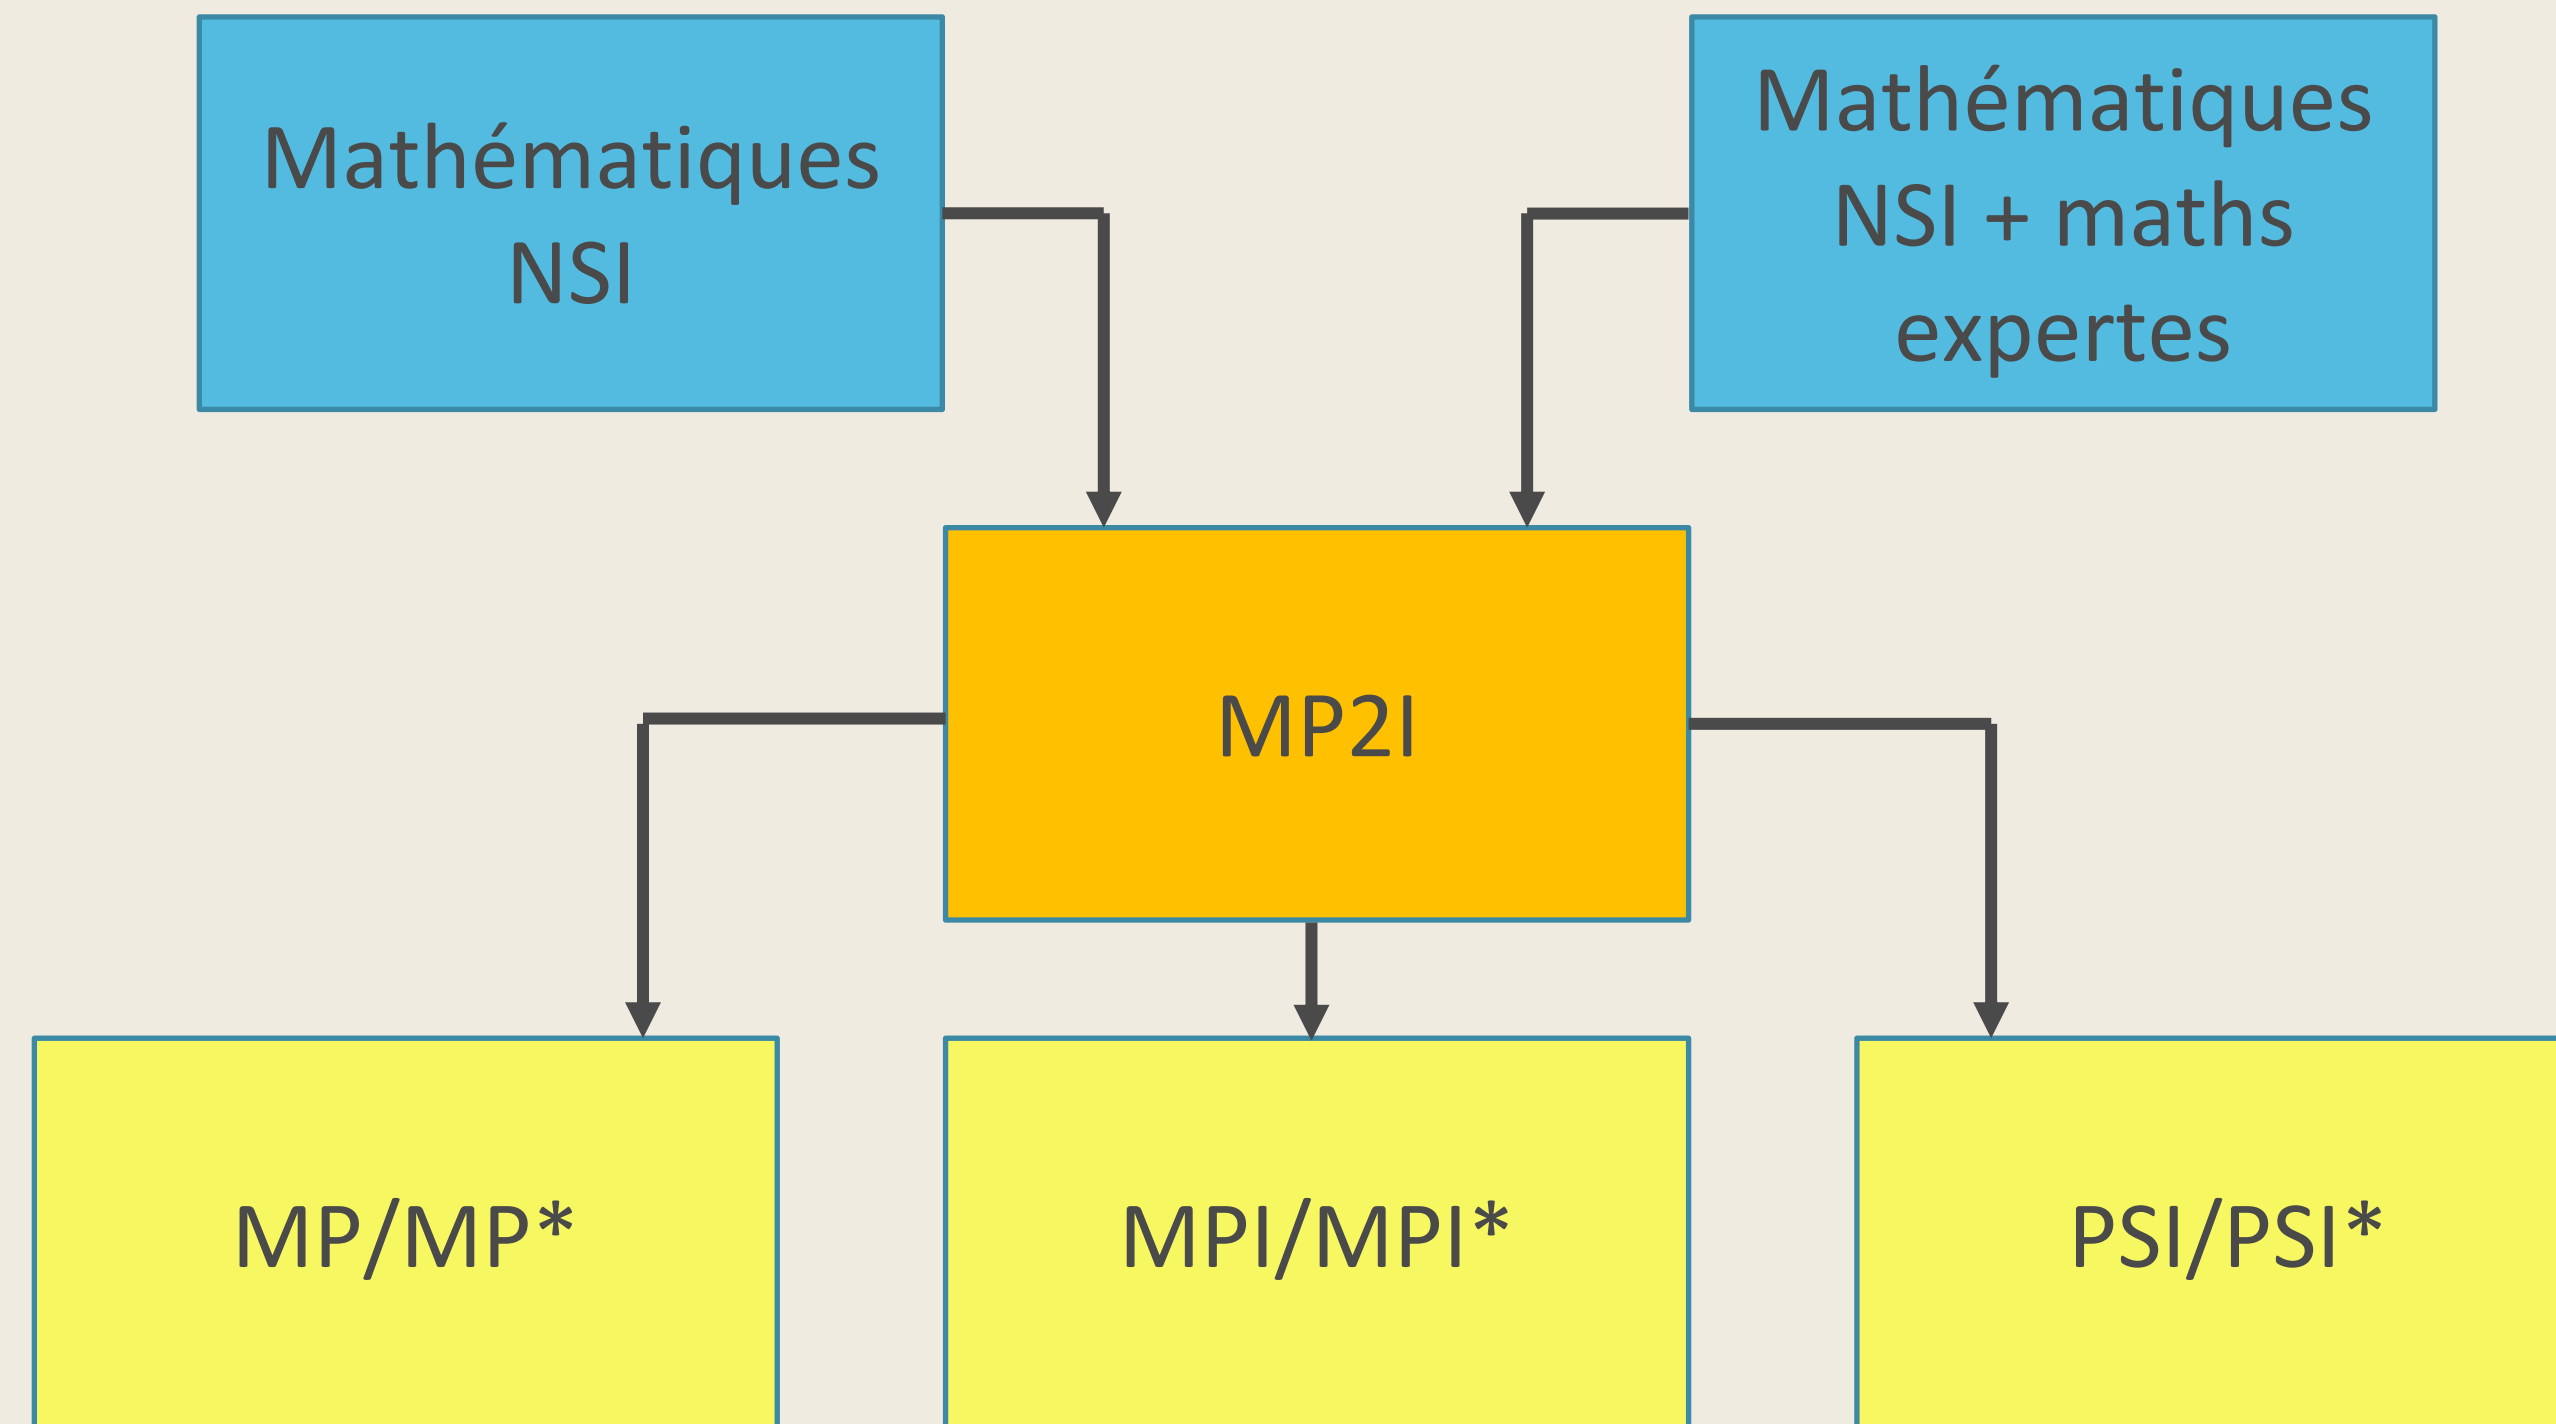 Mathématiques
NSI
Mathématiques
NSI + maths
expertes
MP2I
MP/MP*
MPI/MPI*
PSI/PSI*